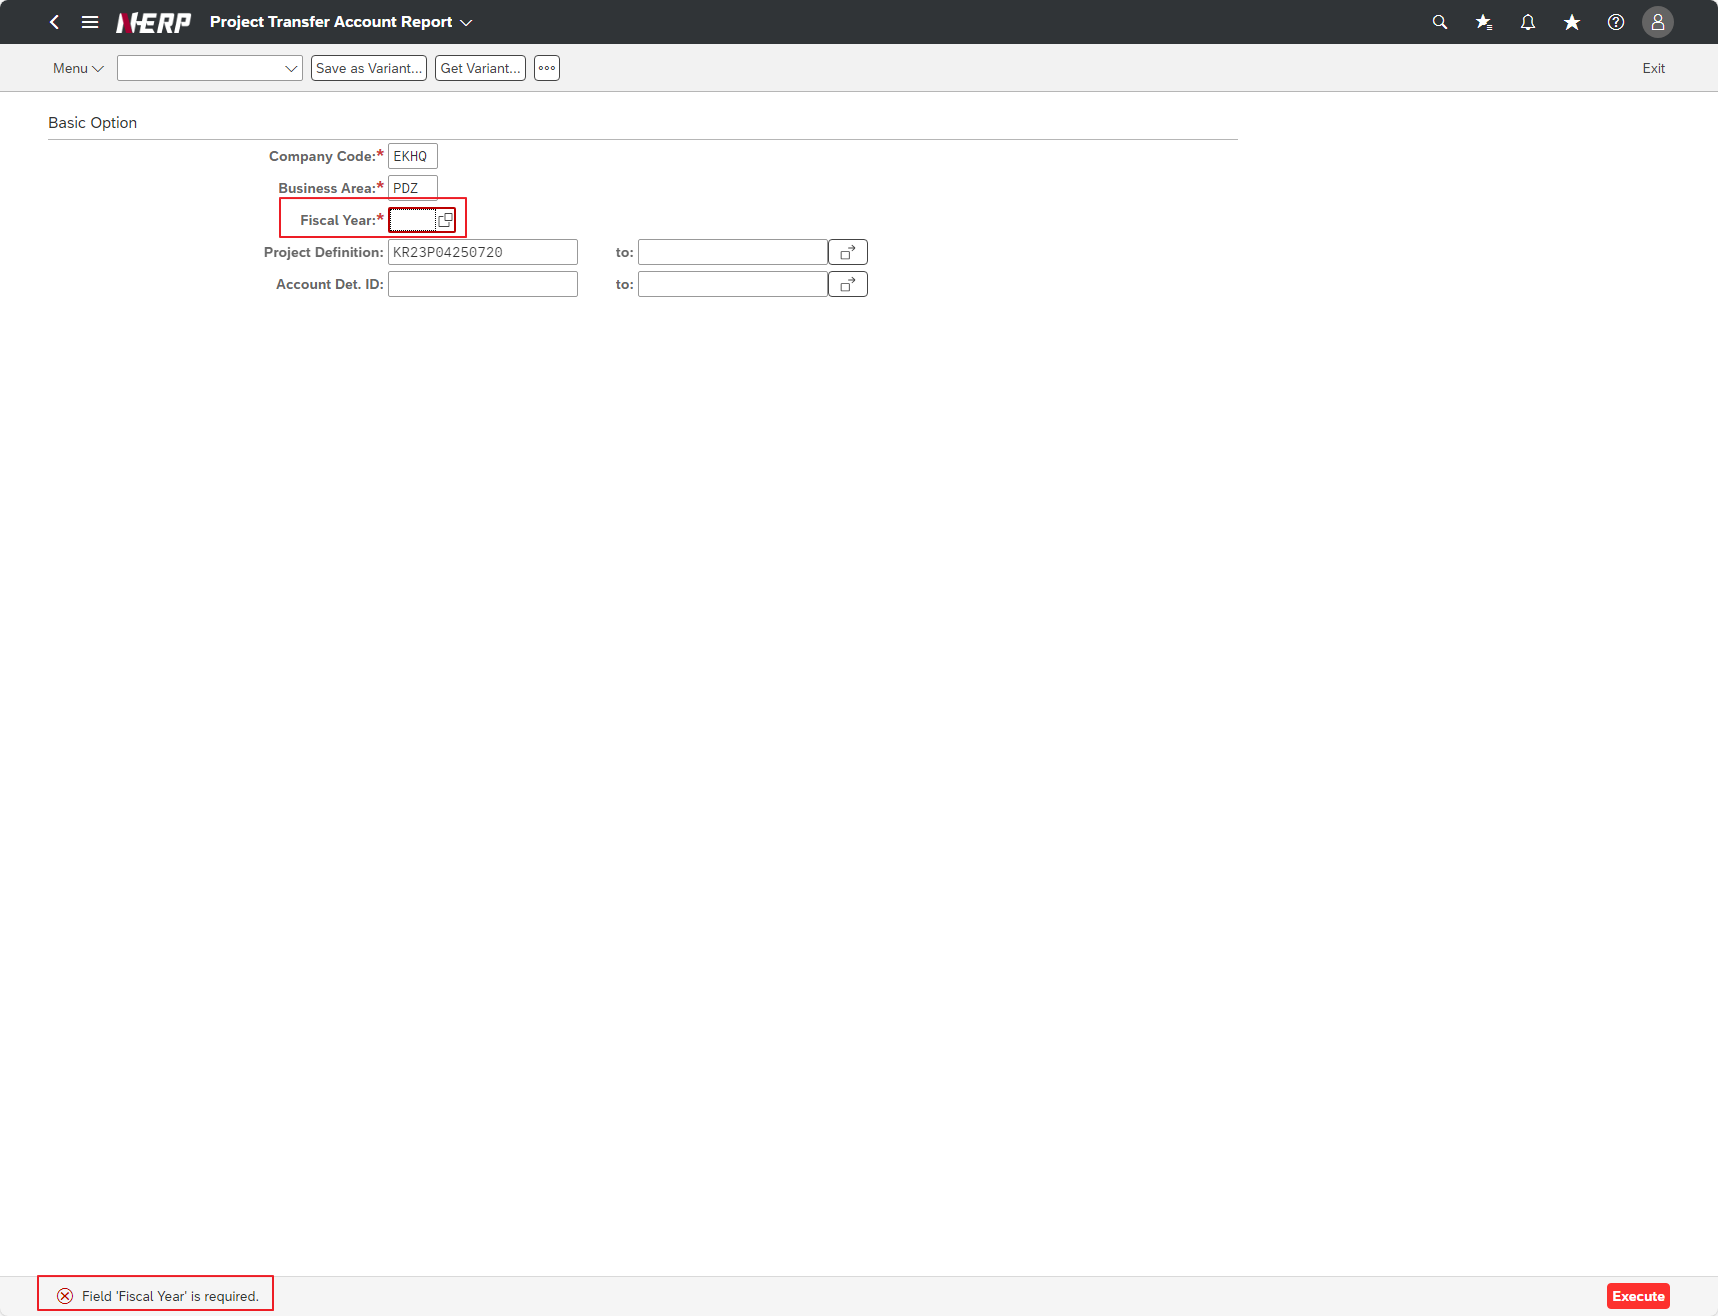 NERP Project Transfer Account Report
Menu Save as Variant... Get Variant... Exit
Basic Option
Company Code:* EKHQ
Business Area:* PDZ
Fiscal Year:*
Project Definition: KR23P04250720 to:
Account Det. ID: to:
Field 'Fiscal Year' is required. Execute